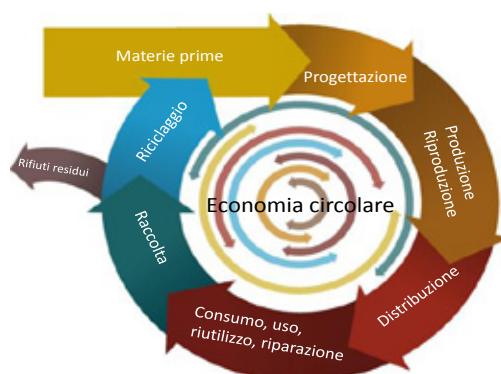 Materie prime
Progettazione
Produzione
Riproduzione
Distribuzione
Consumo, uso,
riutilizzo, riparazione
Raccolta
Rifiuti residui
Riciclaggio
Economia circolare